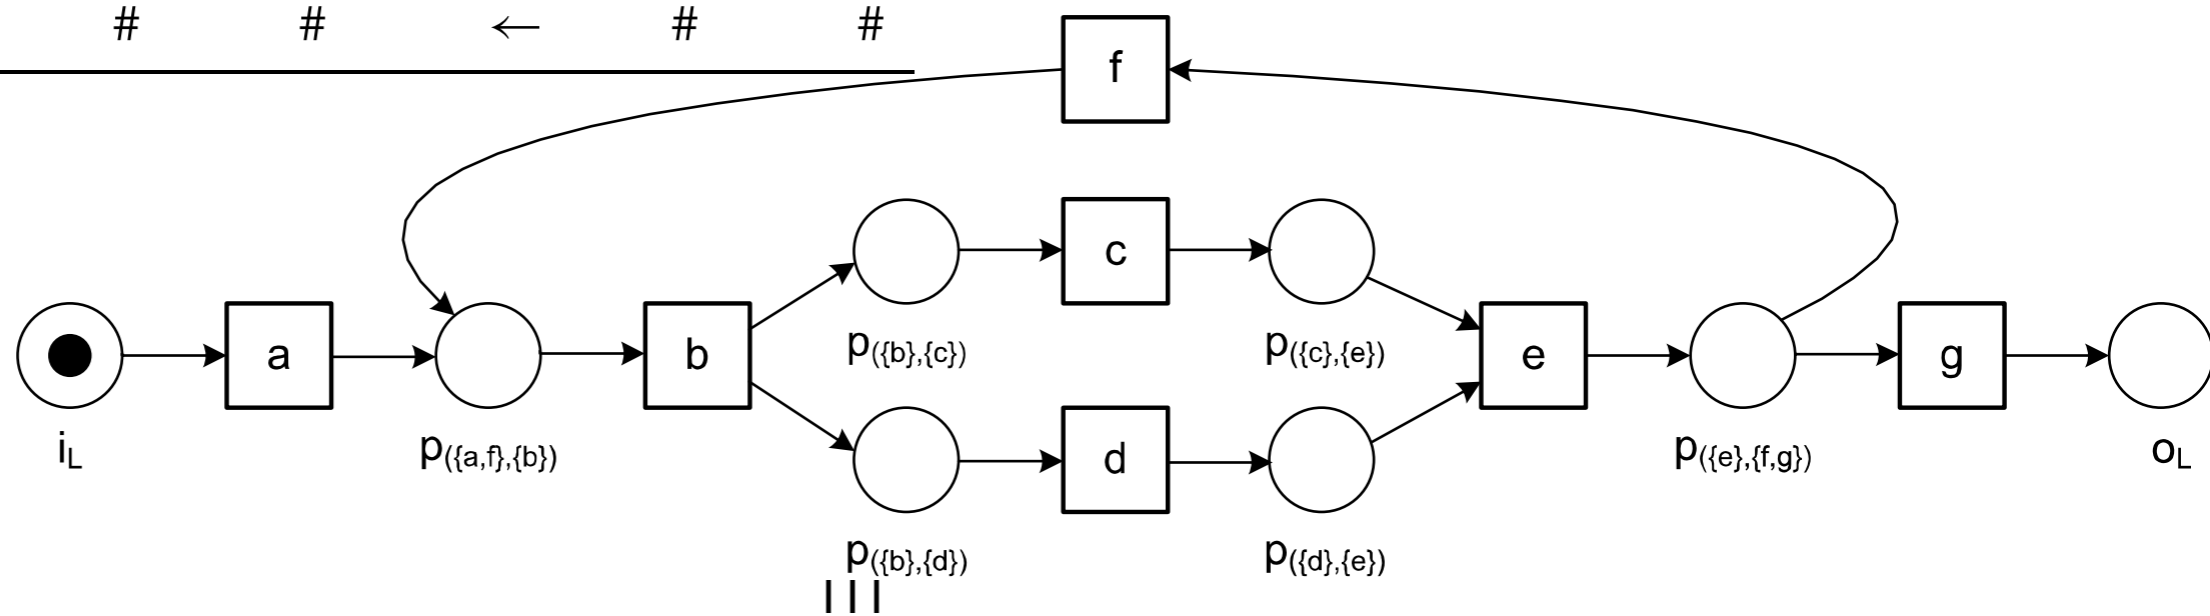 # # ← # #
f
c
a b e g
p({b},{c}) p({c},{e})
d
iL p({a,f},{b}) p({e},{f,g}) oL
p({b},{d}) p({d},{e})